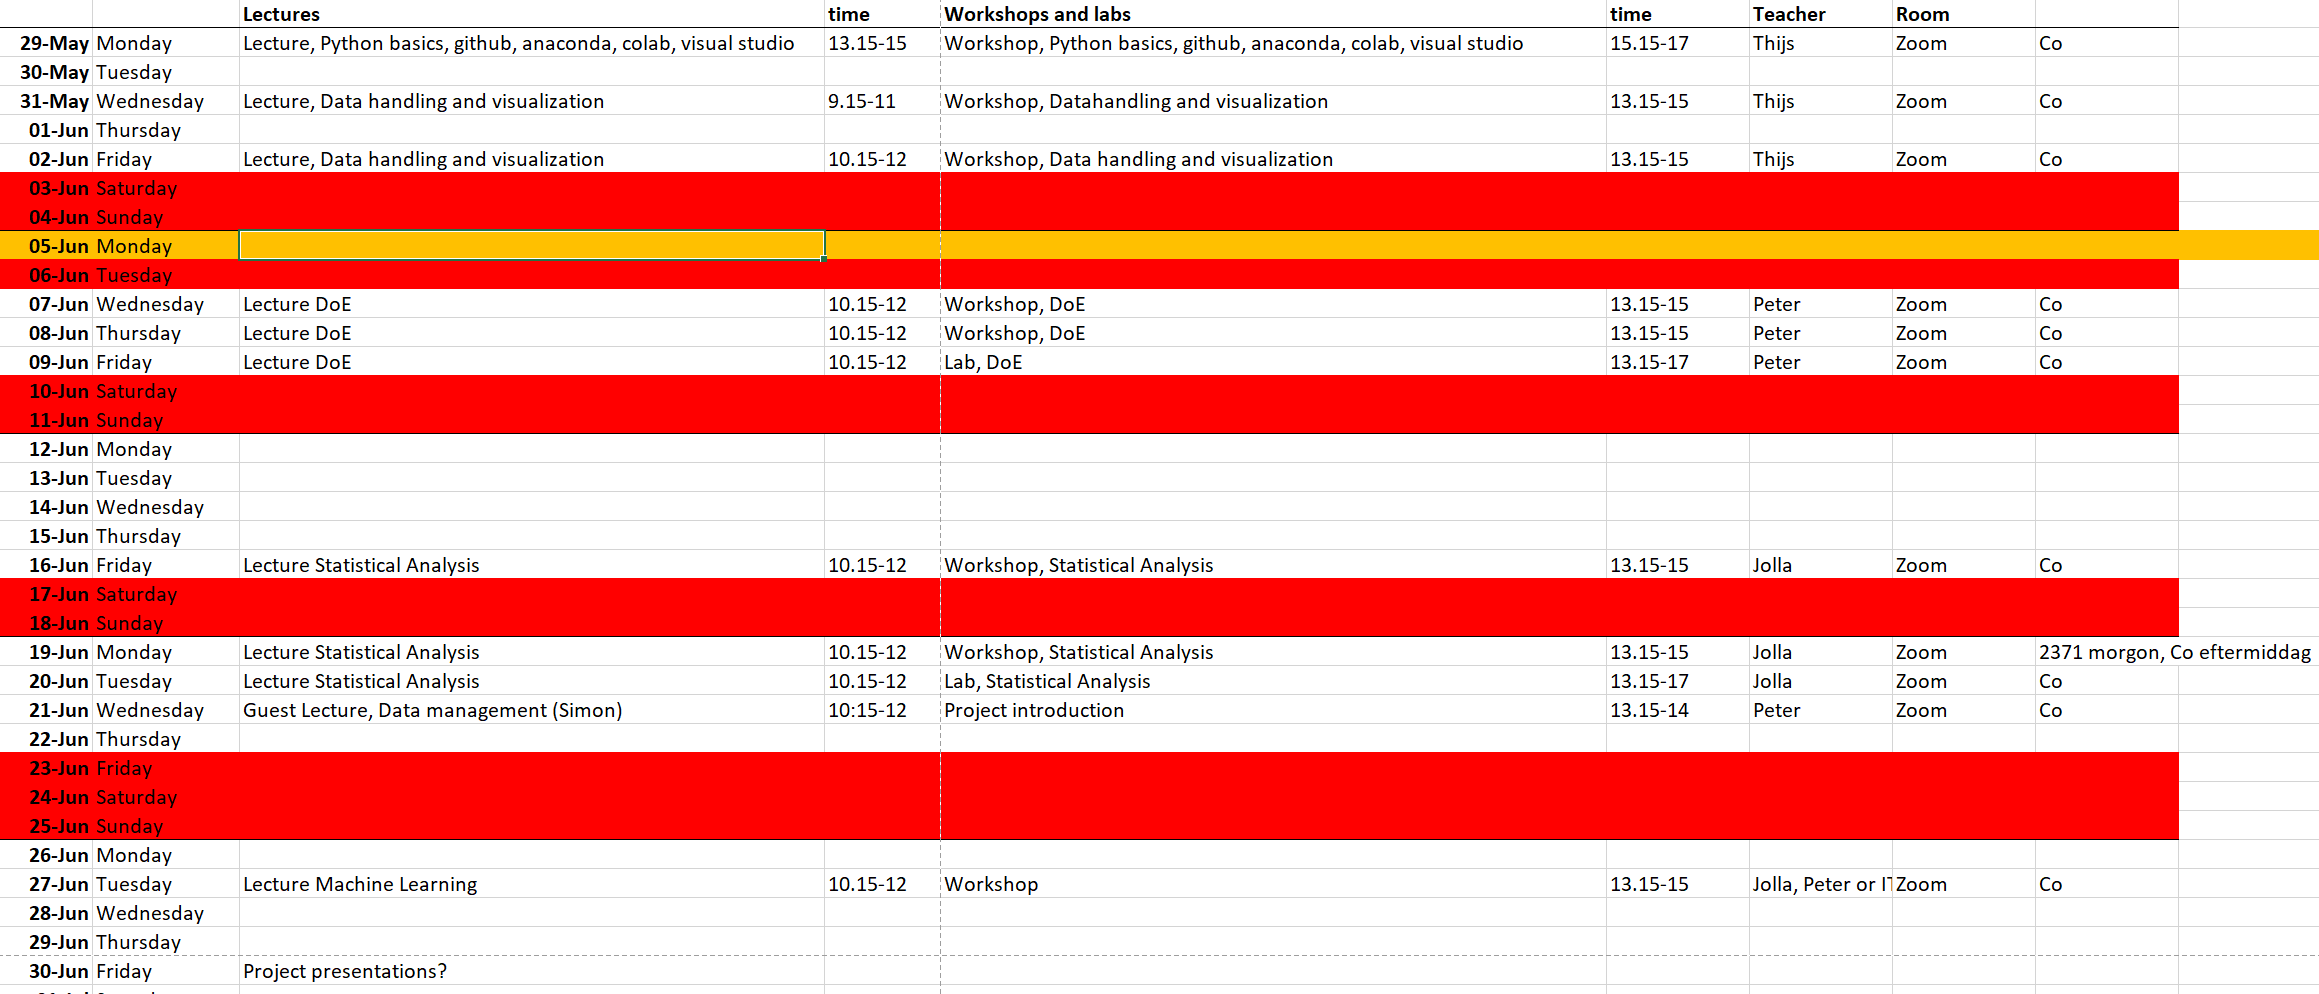 Lectures time Workshops and labs time Teacher Room
29-May Monday Lecture, Python basics, github, anaconda, colab, visual studio 13.15-15 Workshop, Python basics, github, anaconda, colab, visual studio 15.15-17 Thijs Zoom Co
30-May Tuesday
31-May Wednesday Lecture, Data handling and visualization 9.15-11 Workshop, Datahandling and visualization 13.15-15 Thijs Zoom Co
01-Jun Thursday
02-Jun Friday Lecture, Data handling and visualization 10.15-12 Workshop, Data handling and visualization 13.15-15 Thijs Zoom Co
03-Jun Saturday
04-Jun Sunday
05-Jun Monday
06-Jun Tuesday
07-Jun Wednesday Lecture DoE 10.15-12 Workshop, DoE 13.15-15 Peter Zoom Co
08-Jun Thursday Lecture DoE 10.15-12 Workshop, DoE 13.15-15 Peter Zoom Co
09-Jun Friday Lecture DoE 10.15-12 Lab, DoE 13.15-17 Peter Zoom Co
10-Jun Saturday
11-Jun Sunday
12-Jun Monday
13-Jun Tuesday
14-Jun Wednesday
15-Jun Thursday
16-Jun Friday Lecture Statistical Analysis 10.15-12 Workshop, Statistical Analysis 13.15-15 Jolla Zoom Co
17-Jun Saturday
18-Jun Sunday
19-Jun Monday Lecture Statistical Analysis 10.15-12 Workshop, Statistical Analysis 13.15-15 Jolla Zoom 2371 morgon, Co eftermiddag
20-Jun Tuesday Lecture Statistical Analysis 10.15-12 Lab, Statistical Analysis 13.15-17 Jolla Zoom Co
21-Jun Wednesday Guest Lecture, Data management (Simon) 10:15-12 Project introduction 13.15-14 Peter Zoom Co
22-Jun Thursday
23-Jun Friday
24-Jun Saturday
25-Jun Sunday
26-Jun Monday
27-Jun Tuesday Lecture Machine Learning 10.15-12 Workshop 13.15-15 Jolla, Peter or Zoom Co
28-Jun Wednesday
29-Jun Thursday
30-Jun Friday Project presentations?